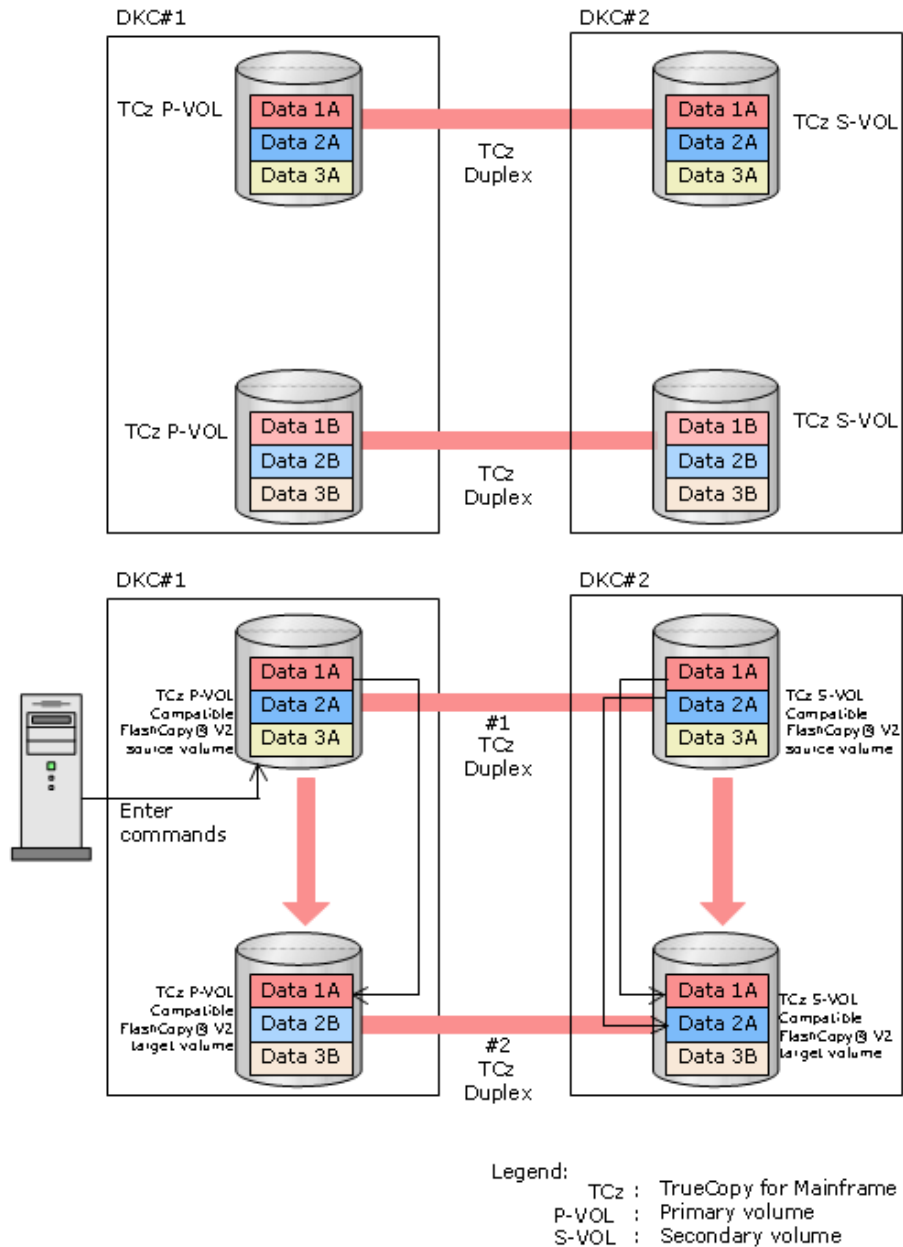 DKC#1
DKC#2
TCz P-VOL
Data 1A
Data 2A
Data 3A
TCz
Duplex
Data 1A
Data 2A
Data 3A
TCz S-VOL
TCz P-VOL
Data 1B
Data 2B
Data 3B
TCz
Duplex
Data 1B
Data 2B
Data 3B
TCz S-VOL
DKC#1
DKC#2
TCz P-VOL
Compatible
FlashCopy® V2
source volume
Data 1A
Data 2A
Data 3A
#1
TCz
Duplex
Data 1A
Data 2A
Data 3A
TCz S-VOL
Compatible
FlashCopy® V2
source volume
Enter
commands
TCz P-VOL
Compatible
FlashCopy® V2
target volume
Data 1A
Data 2B
Data 3B
#2
TCz
Duplex
Data 1A
Data 2A
Data 3B
TCz S-VOL
Compatible
FlashCopy® V2
target volume
Legend:
TCz : TrueCopy for Mainframe
P-VOL : Primary volume
S-VOL : Secondary volume